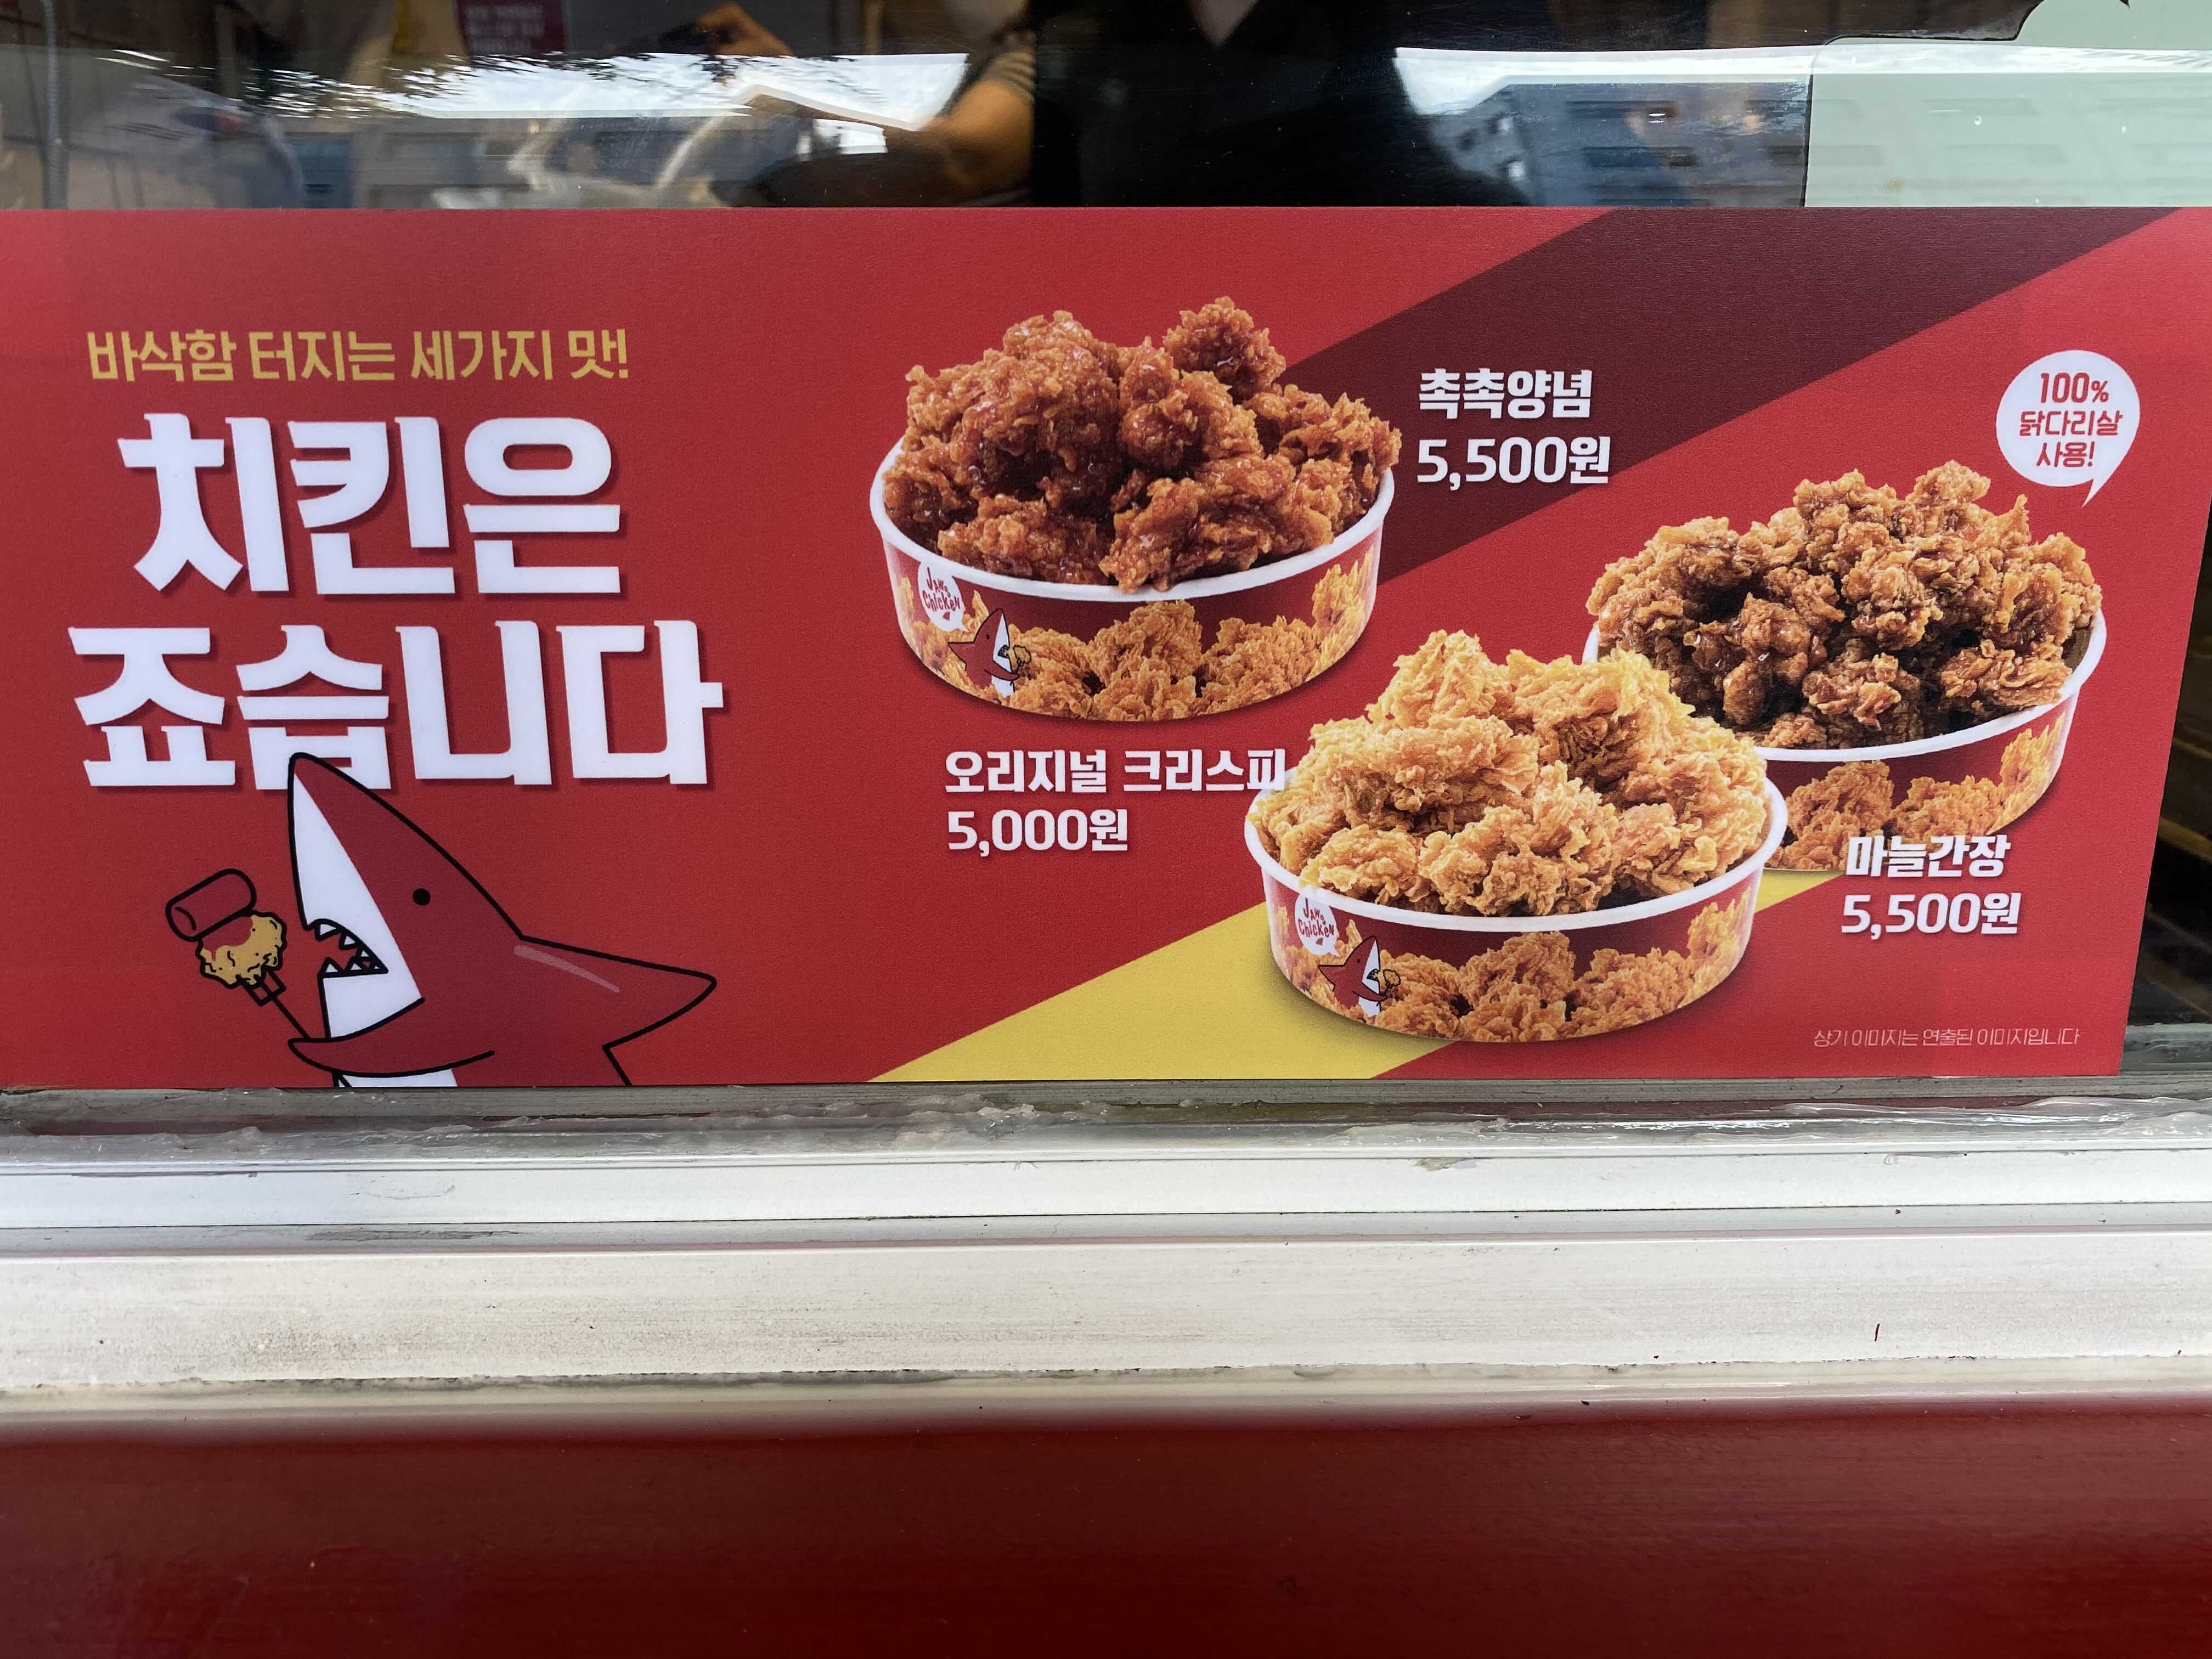 바삭함 터지는 세가지 맛!
치킨은
죠습니다
촉촉양념
5,500원
100%
닭다리살
사용!
Jaws
Chicken
오리지널 크리스피
5,000원
Jaws
Chicken
마늘간장
5,500원
상기 이미지는 연출된 이미지입니다